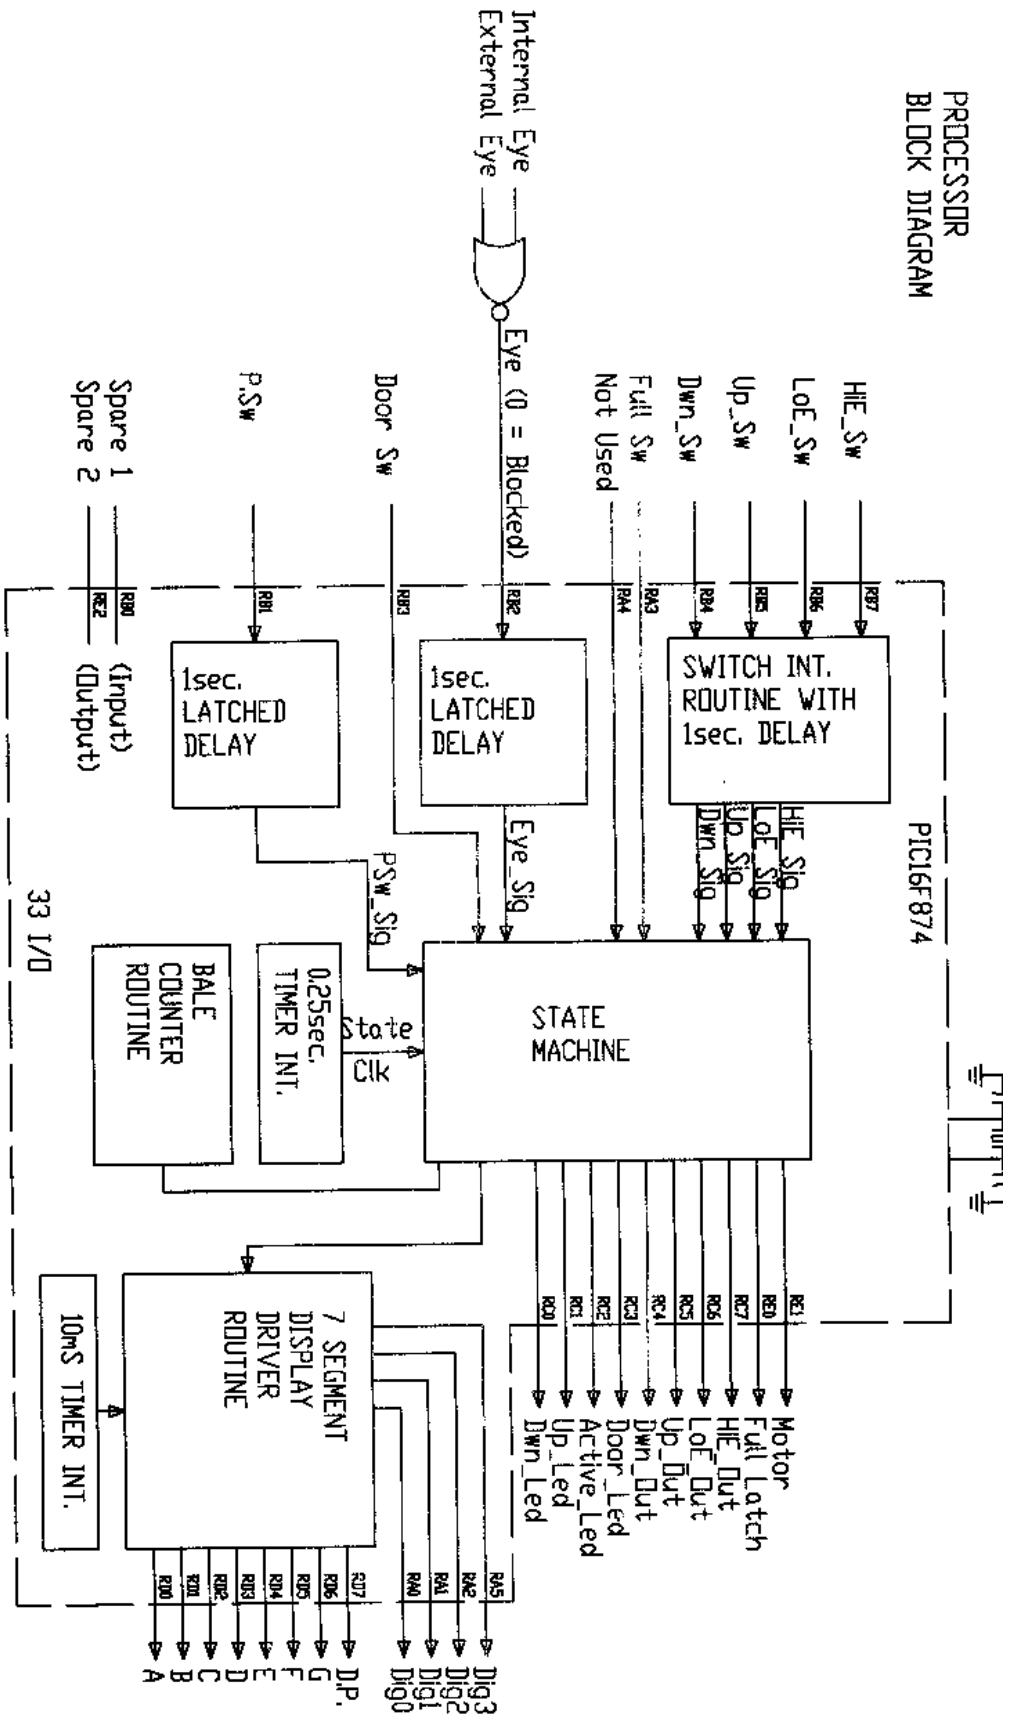 PROCESSOR
BLOCK DIAGRAM
Internal Eye
External Eye
Eye (0 = Blocked)
HiE_Sw
LoE_Sw
Up_Sw
Dwn_Sw
Full Sw
Not Used
Door Sw
P.Sw
Spare 1
Spare 2
RB7
RB6
RB5
RB4
RA3
RA4
RB2
RB3
RB1
RB0
RE2
(Input)
(Output)
SWITCH INT.
ROUTINE WITH
1sec. DELAY
1sec.
LATCHED
DELAY
1sec.
LATCHED
DELAY
PIC16F874
HiE_Sig
LoE_Sig
Up_Sig
Dwn_Sig
Eye_Sig
PSw_Sig
33 I/O
STATE
MACHINE
State
Clk
0.25sec.
TIMER INT.
BALE
COUNTER
ROUTINE
RE1
RE0
RC7
RC6
RC5
RC4
RC3
RC2
RC1
RC0
Motor
Full Latch
HiE_Out
LoE_Out
Up_Out
Dwn_Out
Door_Led
Active_Led
Up_Led
Dwn_Led
7 SEGMENT
DISPLAY
DRIVER
ROUTINE
10mS TIMER INT.
RA5
RA2
RA1
RA0
RD7
RD6
RD5
RD4
RD3
RD2
RD1
RD0
Dig3
Dig2
Dig1
Dig0
D.P.
G
F
E
D
C
B
A